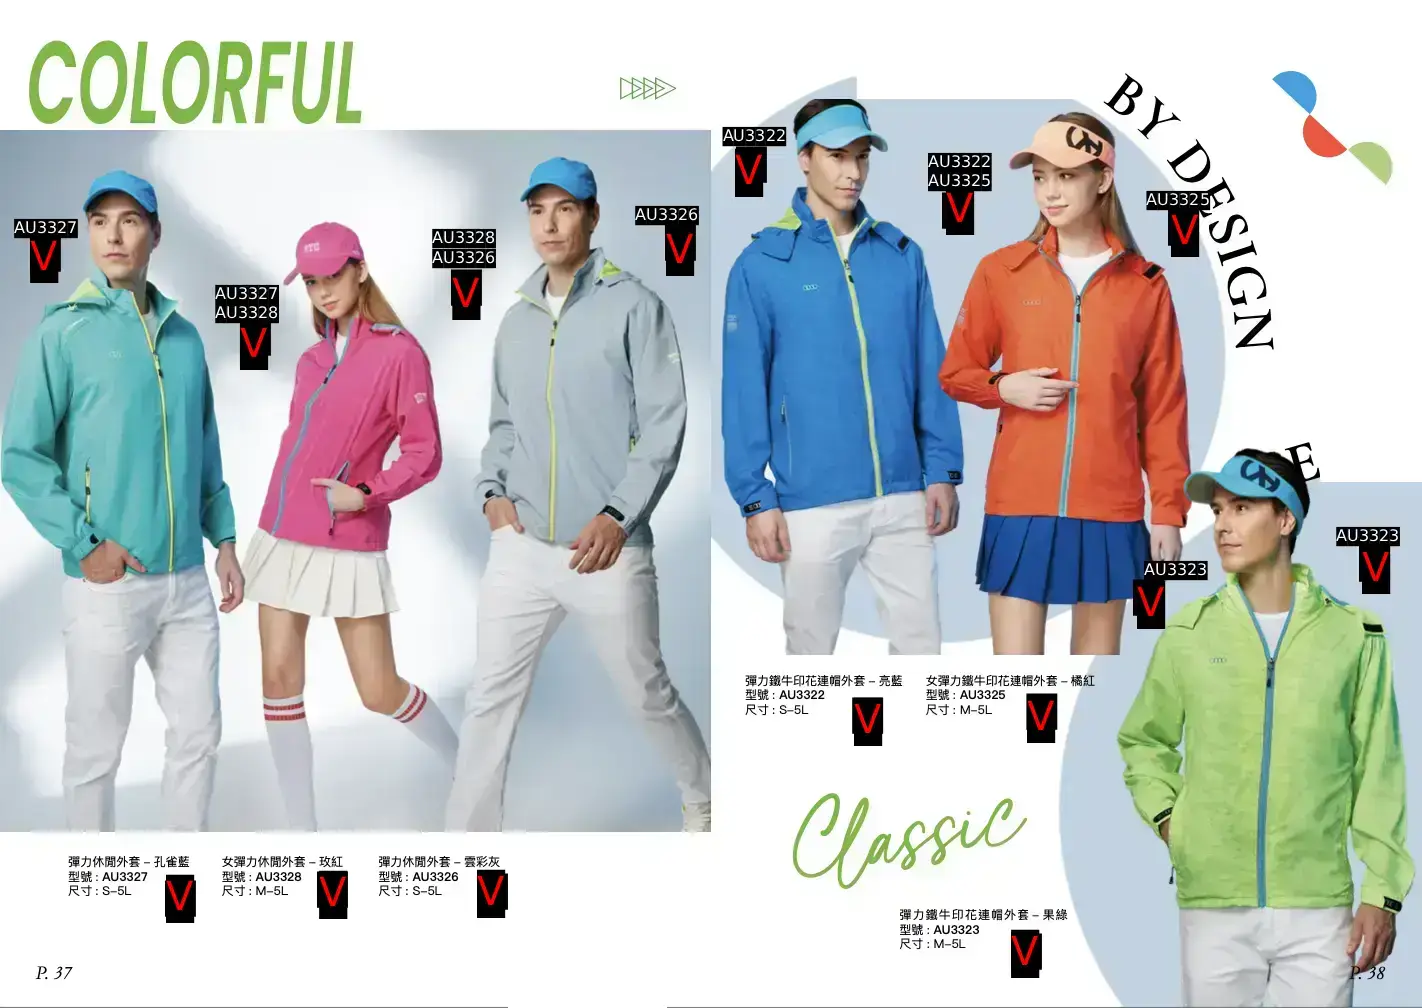 COLORFUL
BY DESIGN
E
AU3327
V
AU3327
AU3328
V
AU3328
AU3326
V
AU3326
V
AU3322
V
AU3322
AU3325
V
AU3325
V
AU3323
V
AU3323
V
彈力鐵牛印花連帽外套 – 亮藍
型號 : AU3322
尺寸 : S–5L
V
女彈力鐵牛印花連帽外套 – 橘紅
型號 : AU3325
尺寸 : M–5L
V
Classic
彈力休閒外套 – 孔雀藍
型號 : AU3327
尺寸 : S–5L
V
女彈力休閒外套 – 玫紅
型號 : AU3328
尺寸 : M–5L
V
彈力休閒外套 – 雲彩灰
型號 : AU3326
尺寸 : S–5L
V
彈力鐵牛印花連帽外套 – 果綠
型號 : AU3323
尺寸 : M–5L
V
P. 37
P. 38